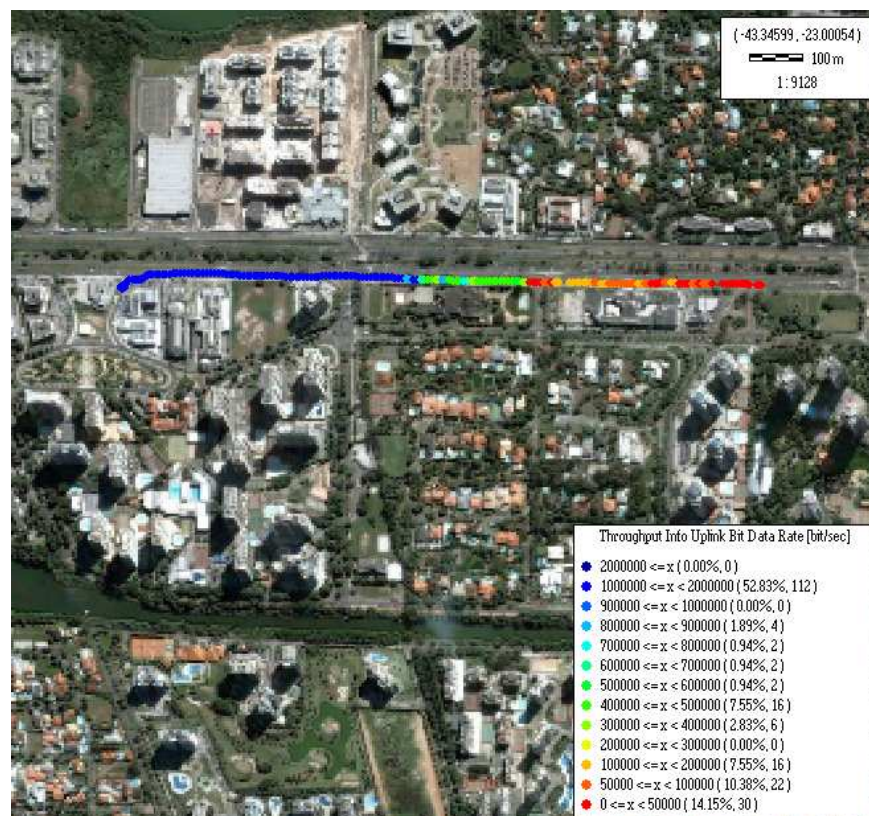 ( -43.34599 , -23.00054 )
100 m
1: 9128
Throughput Info Uplink Bit Data Rate [bit/sec]
2000000 <= x ( 0.00%, 0 )
1000000 <= x < 2000000 ( 52.83%, 112 )
900000 <= x < 1000000 ( 0.00%, 0 )
800000 <= x < 900000 ( 1.89%, 4 )
700000 <= x < 800000 ( 0.94%, 2 )
600000 <= x < 700000 ( 0.94%, 2 )
500000 <= x < 600000 ( 0.94%, 2 )
400000 <= x < 500000 ( 7.55%, 16 )
300000 <= x < 400000 ( 2.83%, 6 )
200000 <= x < 300000 ( 0.00%, 0 )
100000 <= x < 200000 ( 7.55%, 16 )
50000 <= x < 100000 ( 10.38%, 22 )
0 <= x < 50000 ( 14.15%, 30 )